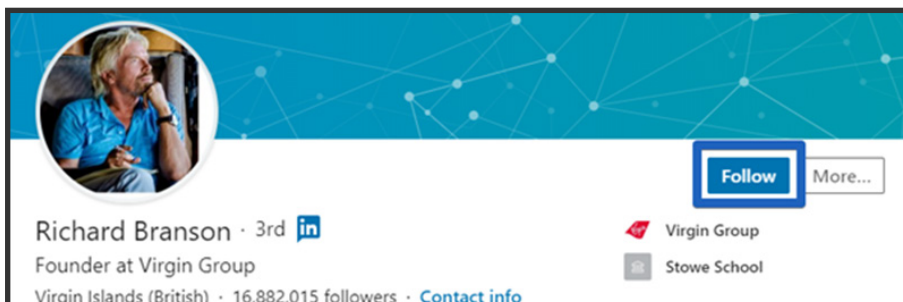 Follow
More...
Richard Branson · 3rd in
Virgin Group
Founder at Virgin Group
Stowe School
Virgin Islands (British) · 16,882,015 followers · Contact info